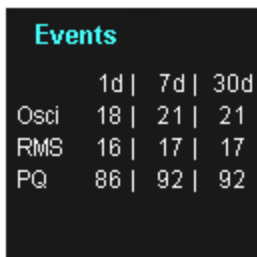 Events
1d | 7d | 30d
Osci 18 | 21 | 21
RMS 16 | 17 | 17
PQ 86 | 92 | 92